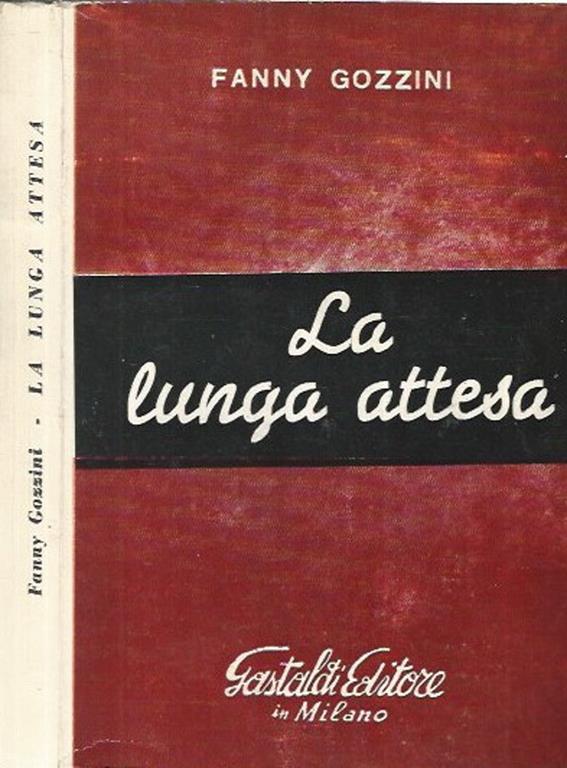 Fanny Gozzini - LA LUNGA ATTESA
FANNY GOZZINI
La
lunga attesa
Gastaldi Editore
in Milano